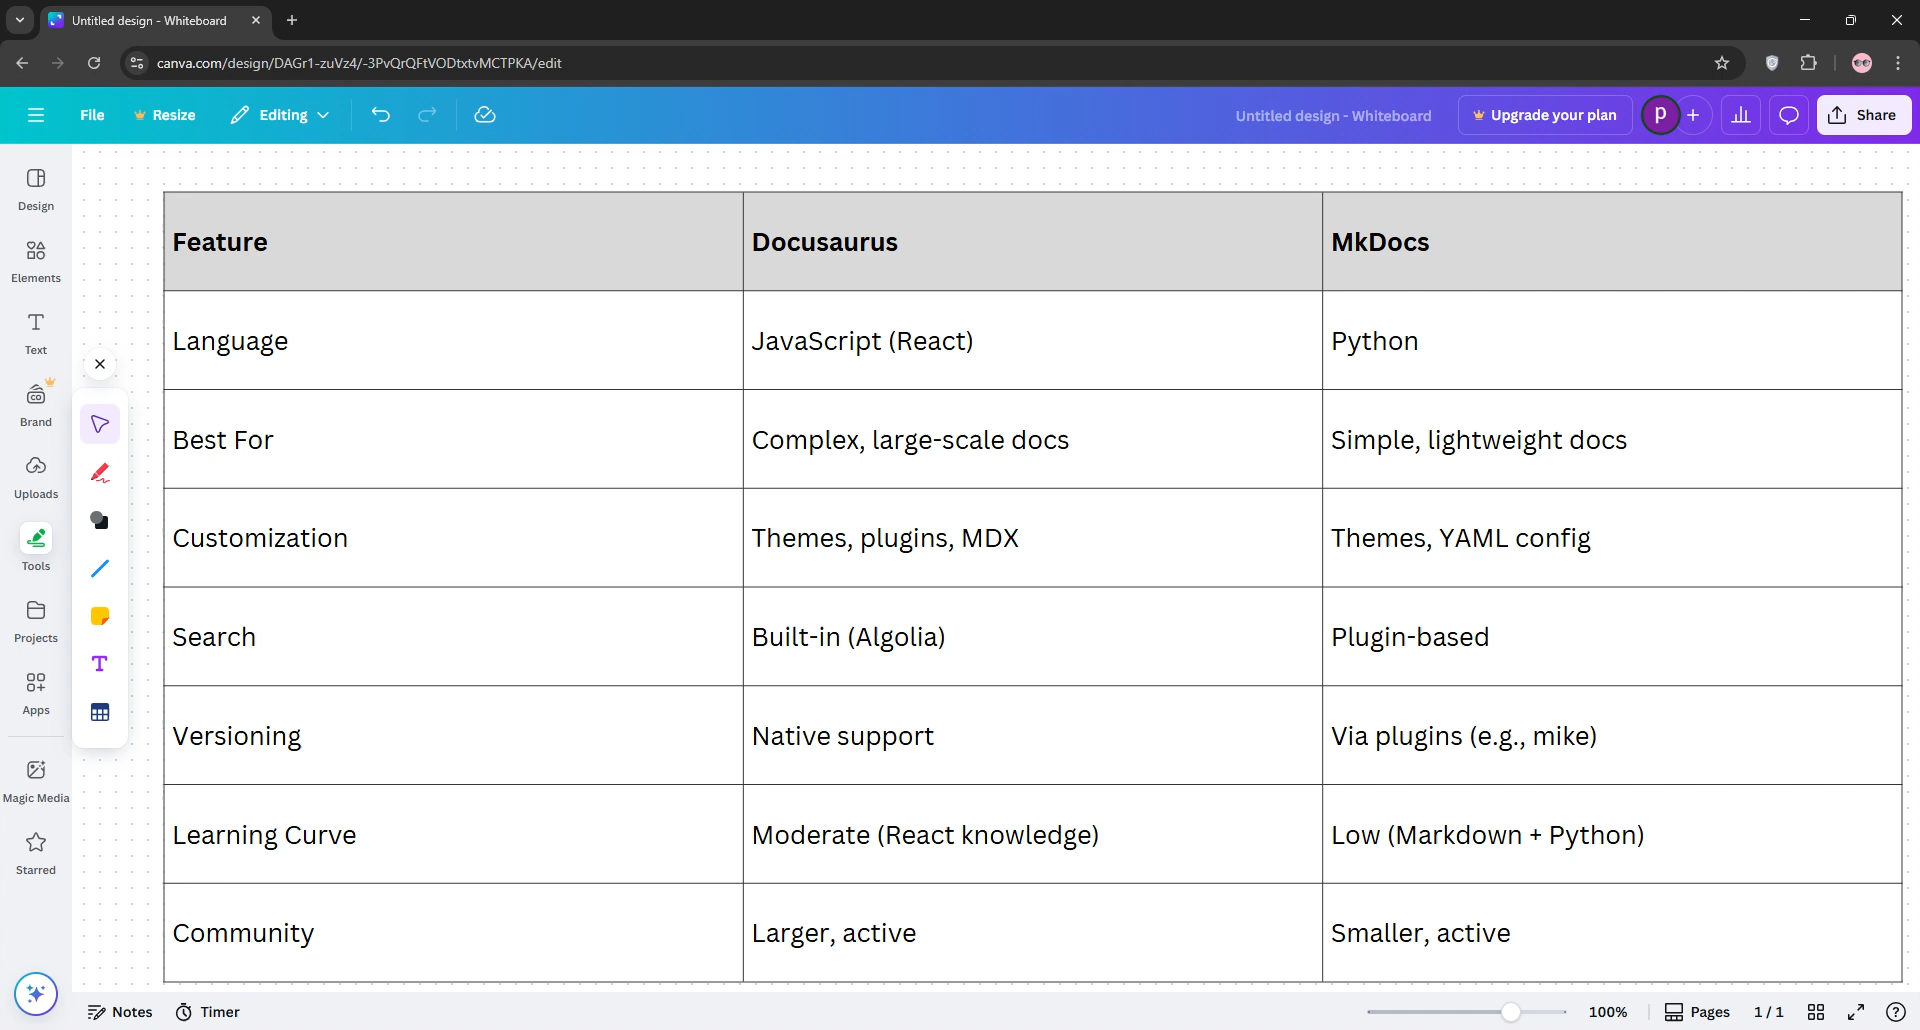 Untitled design - Whiteboard
canva.com/design/DAGr1-zuVz4/-3PvQrQFtVODtxtvMCTPKA/edit
File Resize Editing Untitled design - Whiteboard Upgrade your plan p + Share
Design
Elements
Text
Brand
Uploads
Tools
Projects
Apps
Magic Media
Starred
Feature Docusaurus MkDocs
Language JavaScript (React) Python
Best For Complex, large-scale docs Simple, lightweight docs
Customization Themes, plugins, MDX Themes, YAML config
Search Built-in (Algolia) Plugin-based
Versioning Native support Via plugins (e.g., mike)
Learning Curve Moderate (React knowledge) Low (Markdown + Python)
Community Larger, active Smaller, active
Notes Timer 100% Pages 1 / 1